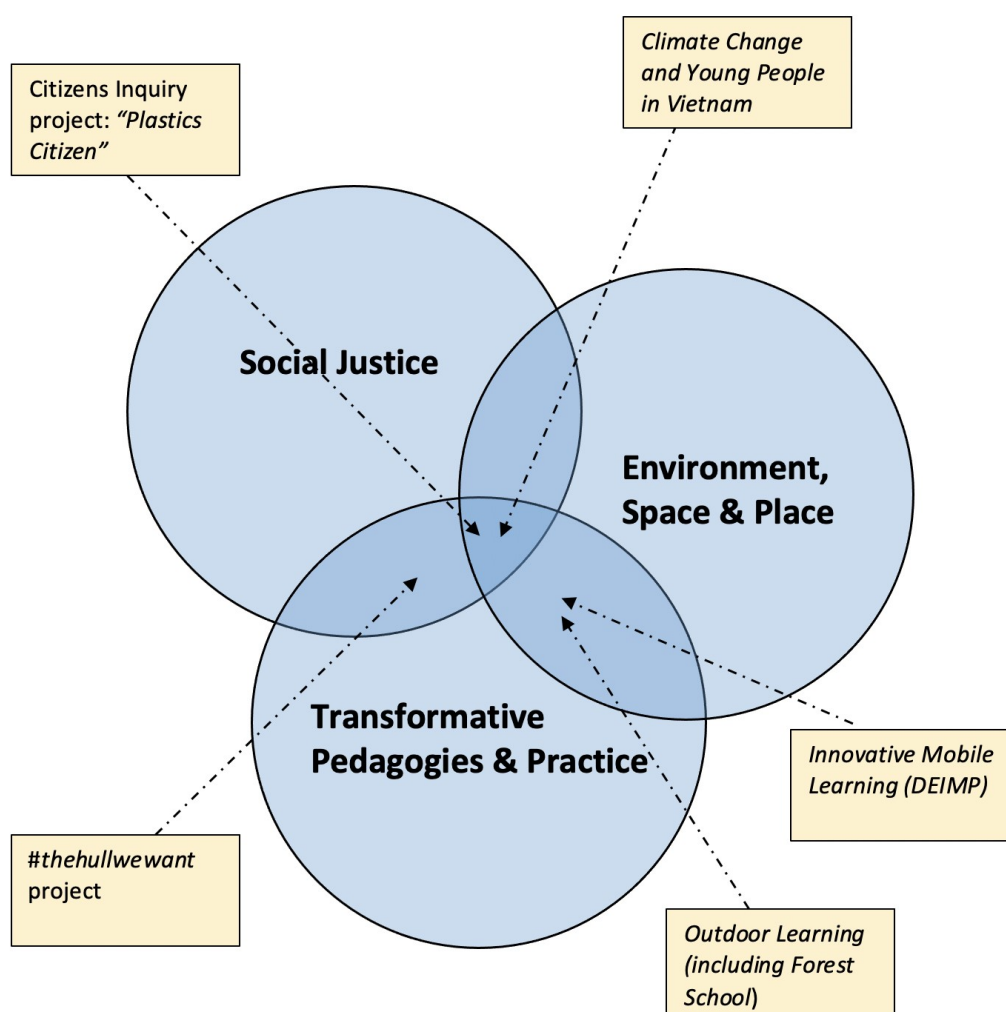 Climate Change
and Young People
in Vietnam
Citizens Inquiry
project: “Plastics
Citizen”
Social Justice
Environment,
Space & Place
Transformative
Pedagogies & Practice
Innovative Mobile
Learning (DEIMP)
#thehullwewant
project
Outdoor Learning
(including Forest
School)